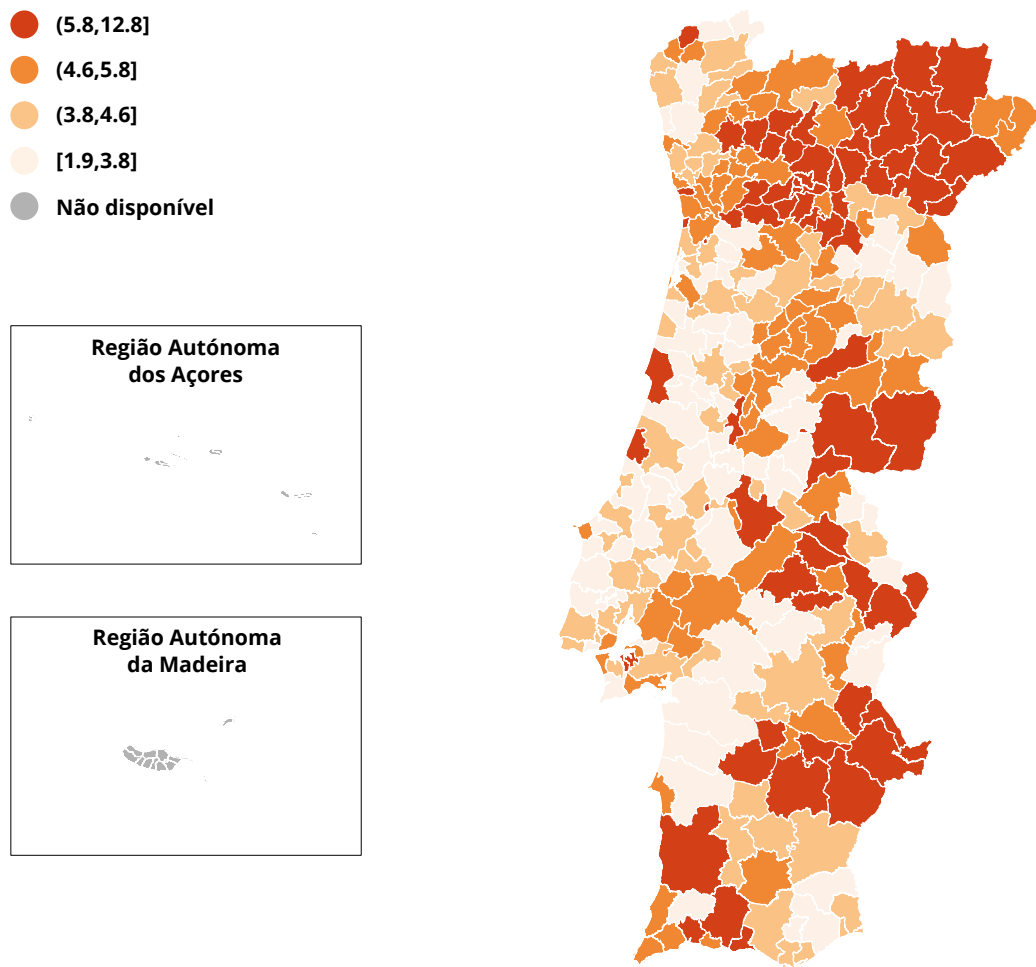 (5.8,12.8]
(4.6,5.8]
(3.8,4.6]
[1.9,3.8]
Não disponível
Região Autónoma
dos Açores
Região Autónoma
da Madeira